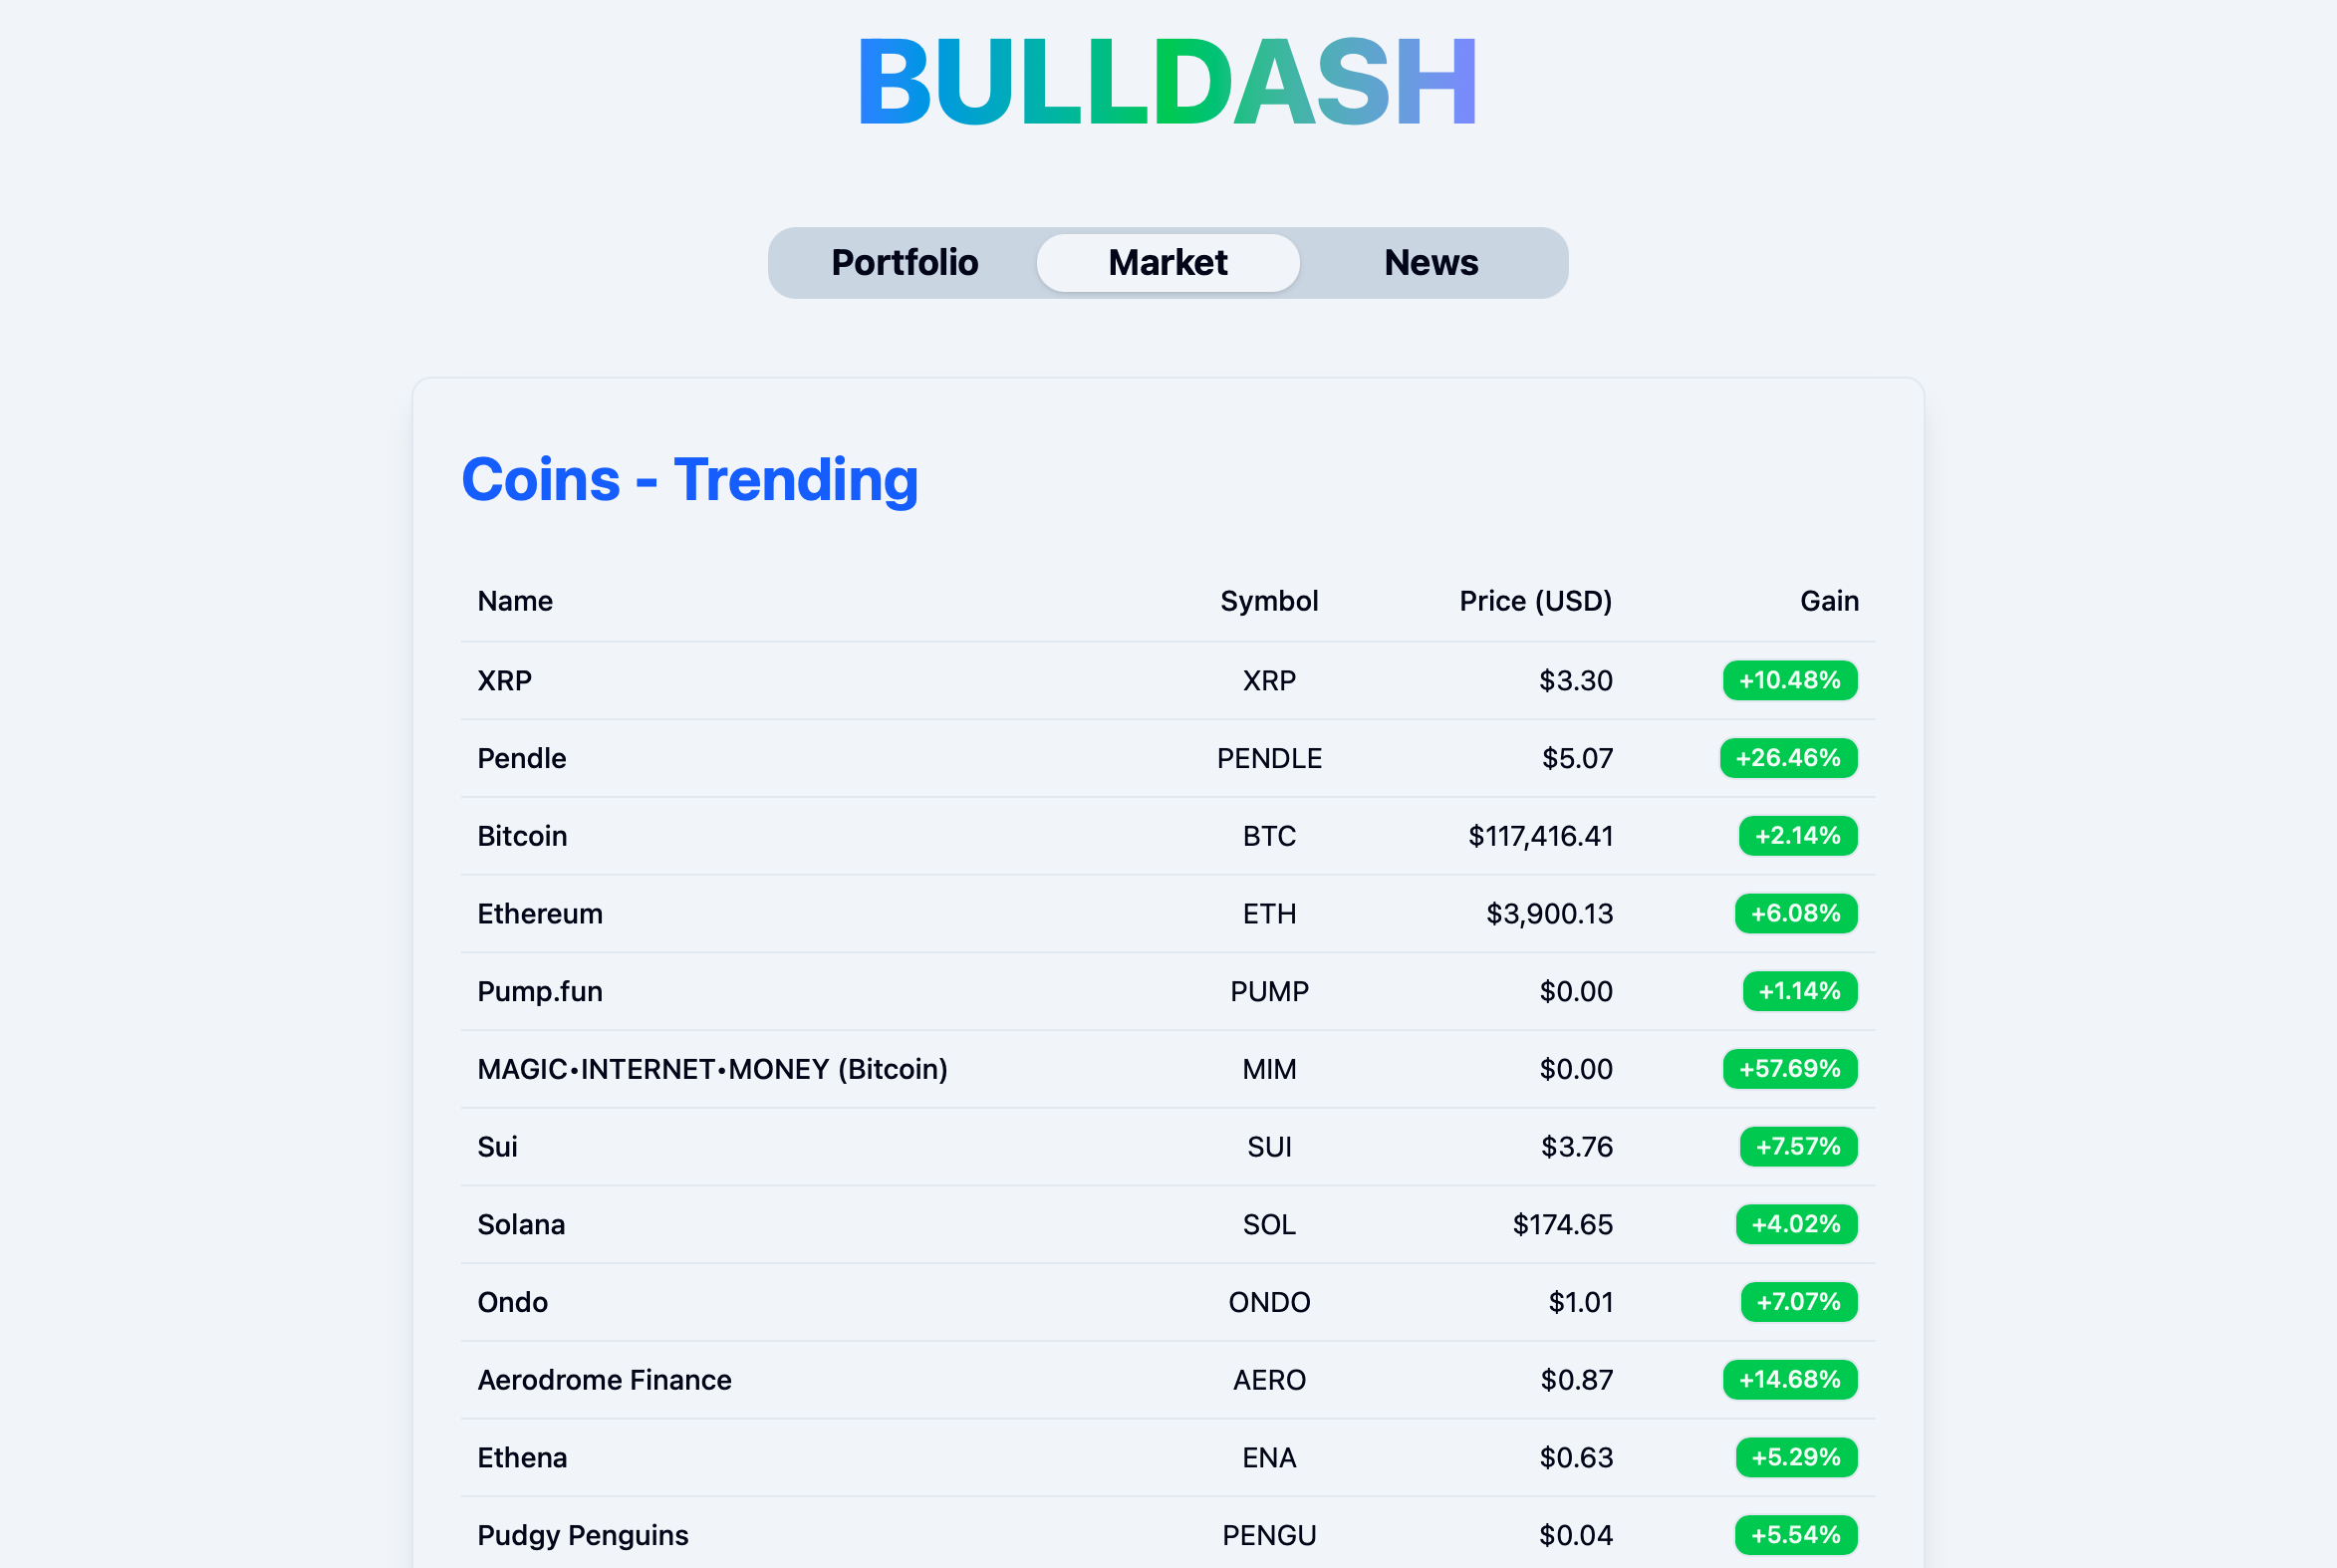 BULLDASH
Portfolio Market News
Coins - Trending
Name Symbol Price (USD) Gain
XRP XRP $3.30 +10.48%
Pendle PENDLE $5.07 +26.46%
Bitcoin BTC $117,416.41 +2.14%
Ethereum ETH $3,900.13 +6.08%
Pump.fun PUMP $0.00 +1.14%
MAGIC•INTERNET•MONEY (Bitcoin) MIM $0.00 +57.69%
Sui SUI $3.76 +7.57%
Solana SOL $174.65 +4.02%
Ondo ONDO $1.01 +7.07%
Aerodrome Finance AERO $0.87 +14.68%
Ethena ENA $0.63 +5.29%
Pudgy Penguins PENGU $0.04 +5.54%